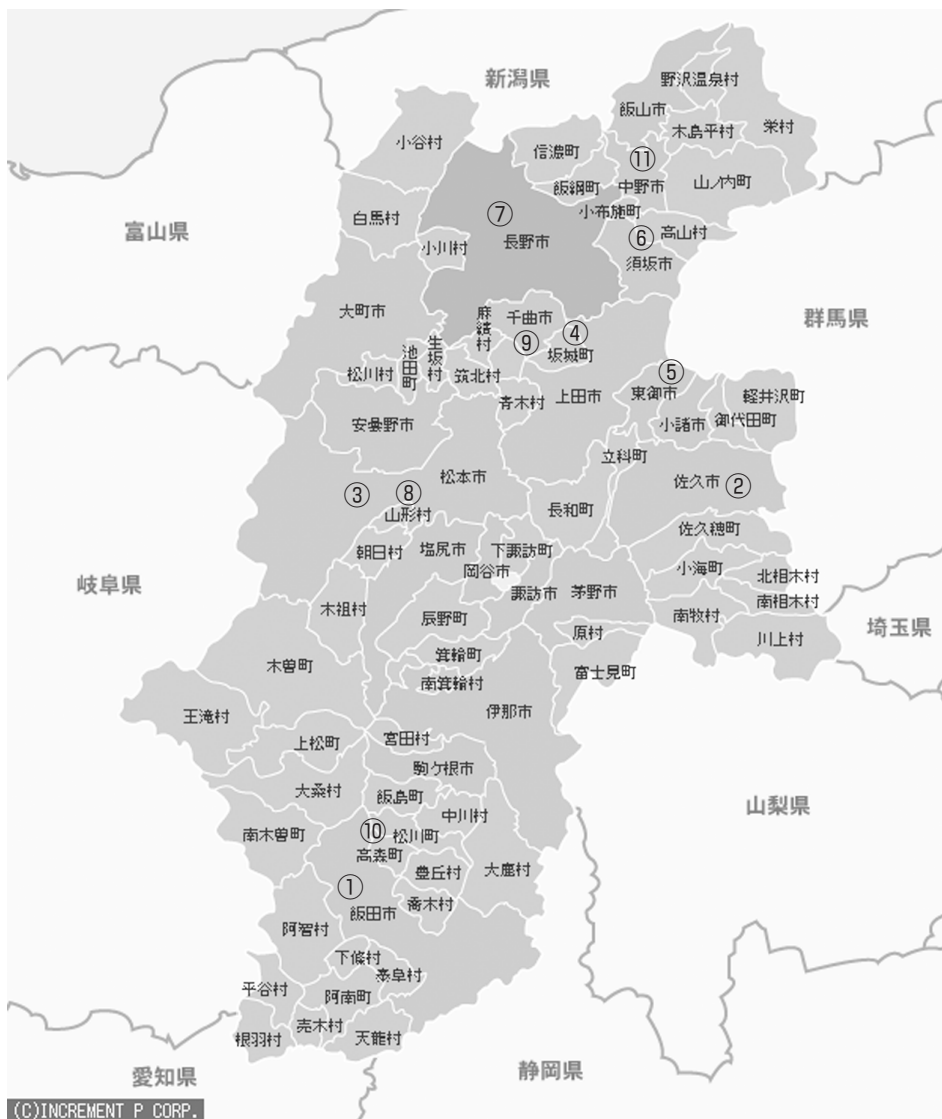 新潟県
野沢温泉村
飯山市
木島平村
栄村
小谷村
信濃町
⑪
飯綱町
中野市
山ノ内町
白馬村
⑦
小布施町
富山県
小川村
長野市
⑥
高山村
須坂市
大町市
麻績村
千曲市
④
群馬県
⑨
坂城町
生坂村
池田町
松川村
筑北村
⑤
青木村
上田市
東御市
軽井沢町
小諸市
御代田町
安曇野市
立科町
松本市
佐久市
②
③
⑧
山形村
長和町
佐久穂町
朝日村
塩尻市
下諏訪町
岡谷市
小海町
北相木村
岐阜県
諏訪市
茅野市
南相木村
木祖村
辰野町
南牧村
埼玉県
原村
川上村
箕輪町
木曽町
南箕輪村
富士見町
王滝村
伊那市
上松町
宮田村
駒ケ根市
大桑村
飯島町
山梨県
中川村
南木曽町
⑩
松川町
高森町
豊丘村
大鹿村
①
喬木村
飯田市
阿智村
下條村
泰阜村
平谷村
阿南町
売木村
根羽村
天龍村
愛知県
静岡県
(C)INCREMENT P CORP.